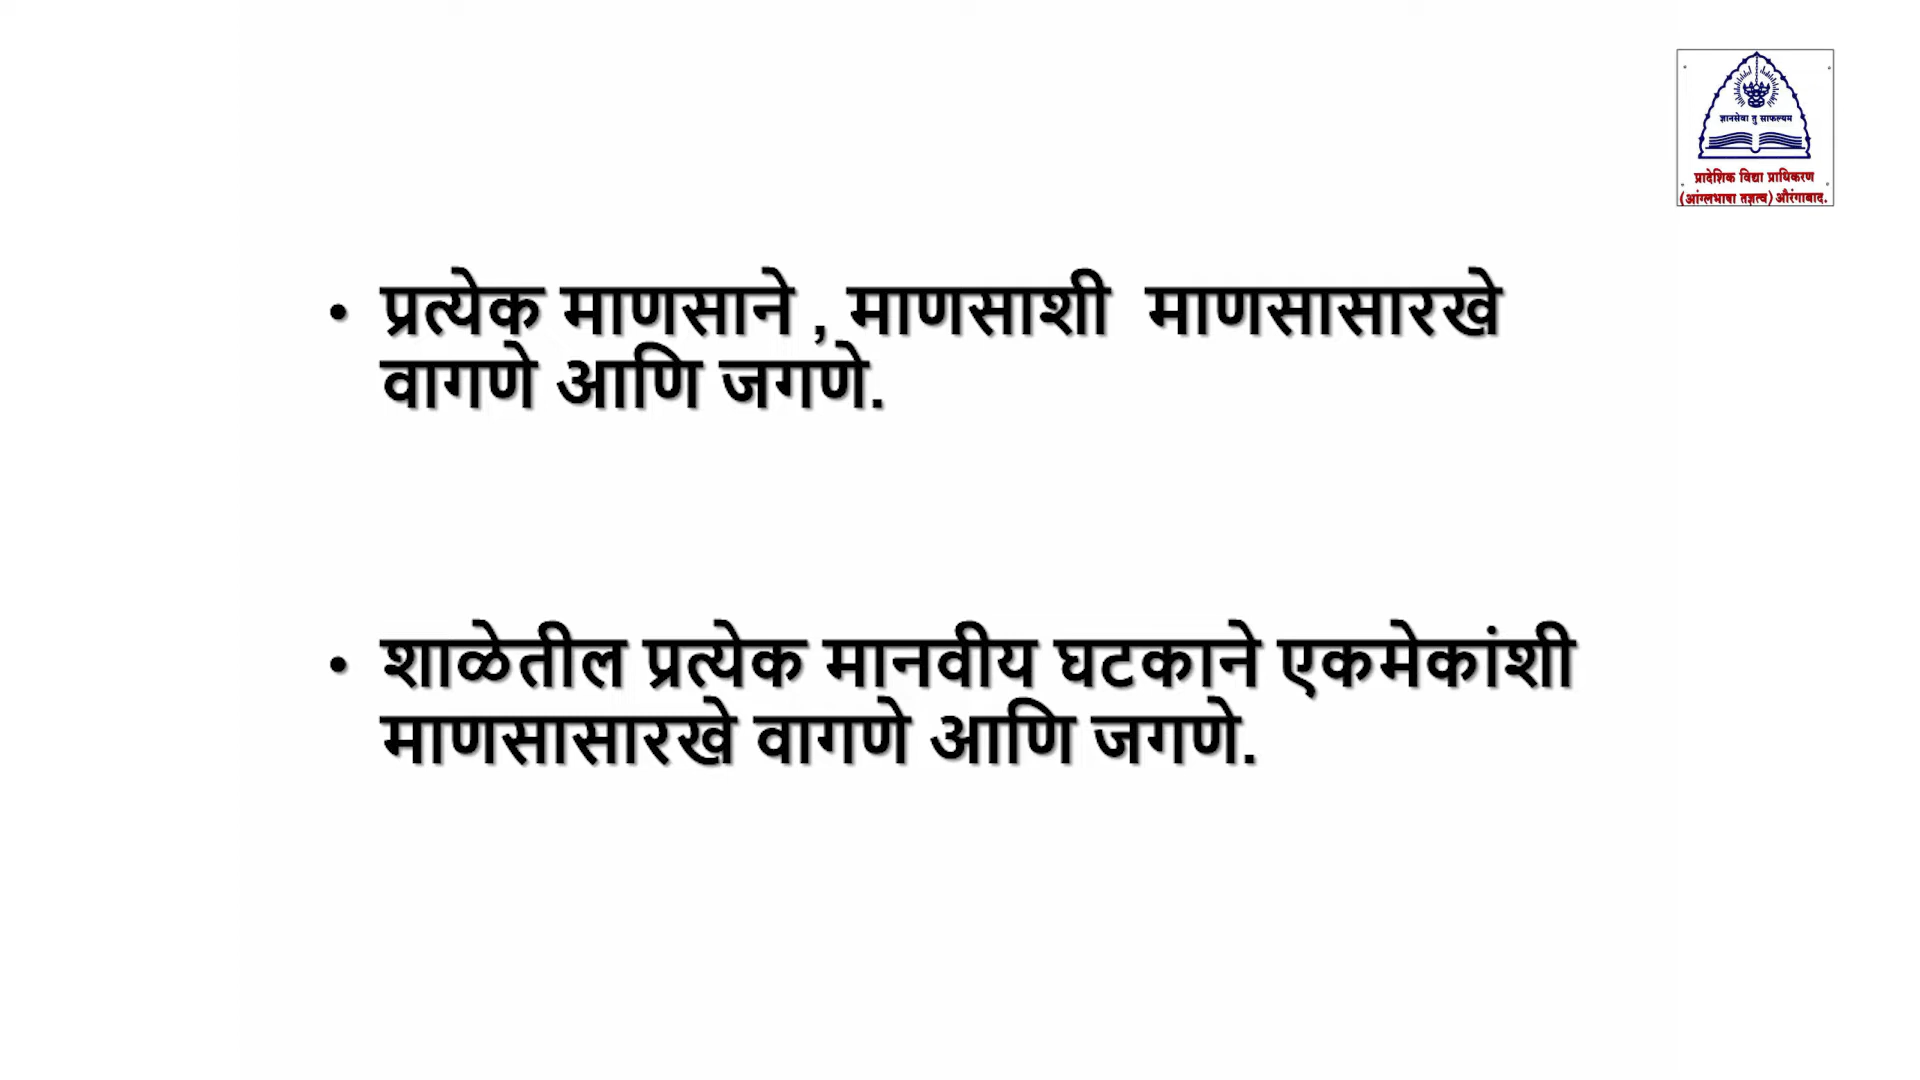 ज्ञानसेवा तु साफल्यम
प्रादेशिक विद्या प्राधिकरण
(आंग्लभाषा तज्ञत्व) औरंगाबाद.
• प्रत्येक माणसाने , माणसाशी माणसासारखे
वागणे आणि जगणे.
• शाळेतील प्रत्येक मानवीय घटकाने एकमेकांशी
माणसासारखे वागणे आणि जगणे.